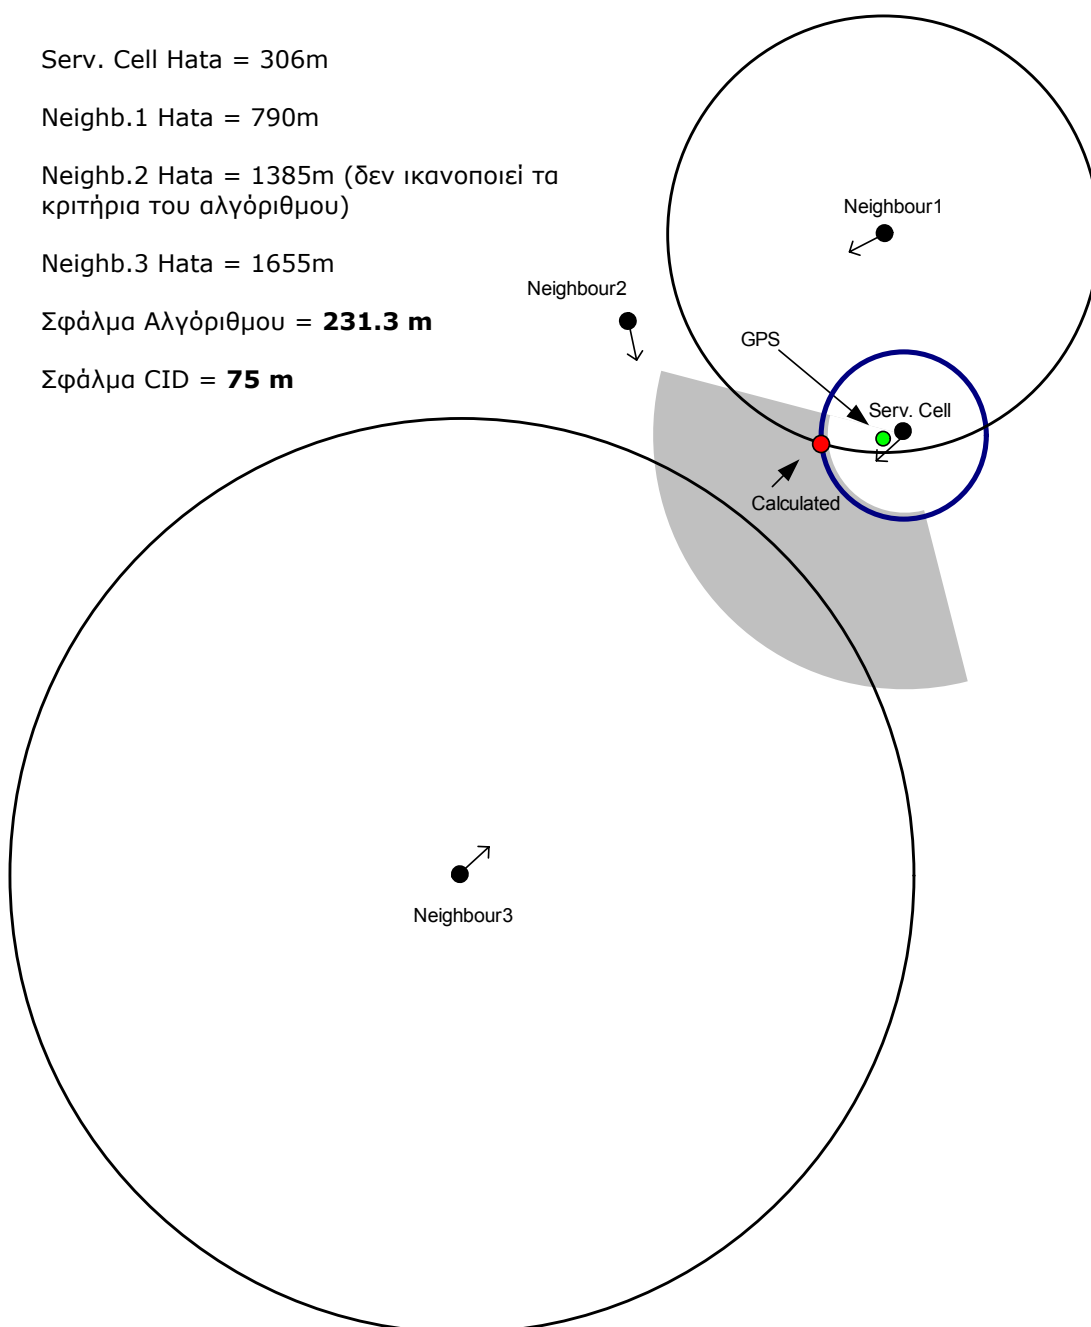 Serv. Cell Hata = 306m
Neighb.1 Hata = 790m
Neighb.2 Hata = 1385m (δεν ικανοποιεί τα
κριτήρια του αλγόριθμου)
Neighb.3 Hata = 1655m
Σφάλμα Αλγόριθμου = 231.3 m
Σφάλμα CID = 75 m
Neighbour1
Neighbour2
GPS
Serv. Cell
Calculated
Neighbour3